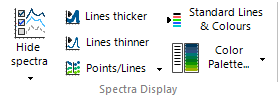 Hide
spectra
Lines thicker
Lines thinner
Points/Lines
Standard Lines
& Colours
Color
Palette...
Spectra Display